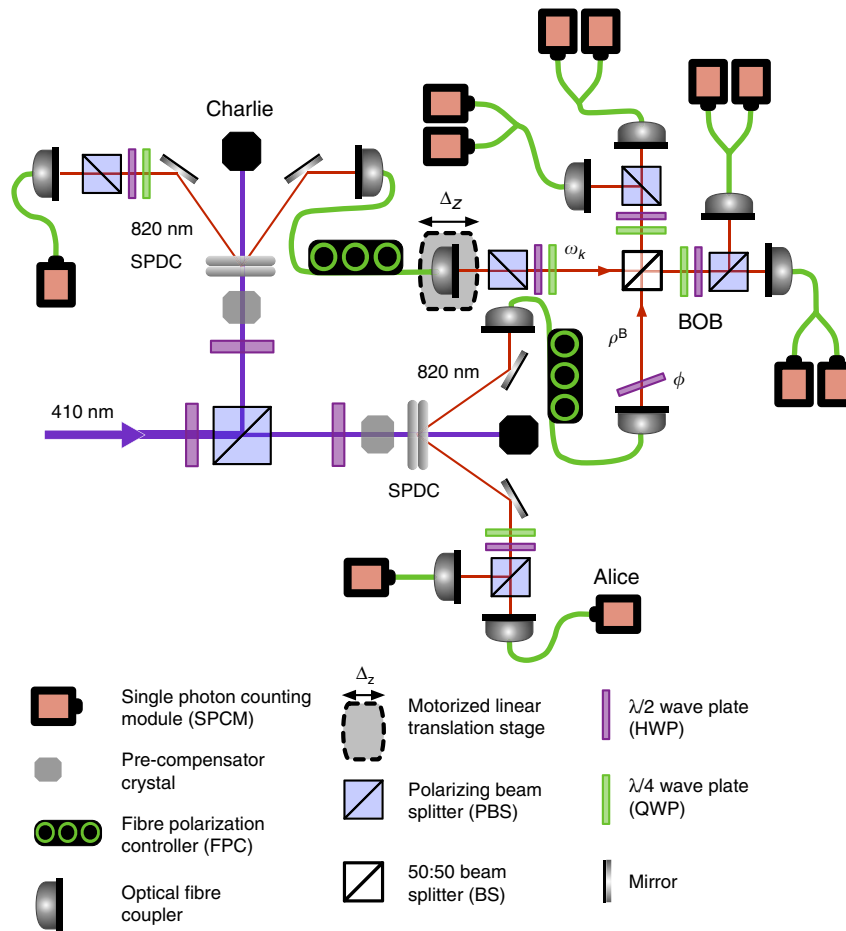 Charlie
820 nm
SPDC
Δz
ωk
BOB
ρB
ϕ
820 nm
410 nm
SPDC
Alice
Single photon counting
module (SPCM)
Pre-compensator
crystal
Fibre polarization
controller (FPC)
Optical fibre
coupler
Δz
Motorized linear
translation stage
Polarizing beam
splitter (PBS)
50:50 beam
splitter (BS)
λ/2 wave plate
(HWP)
λ/4 wave plate
(QWP)
Mirror